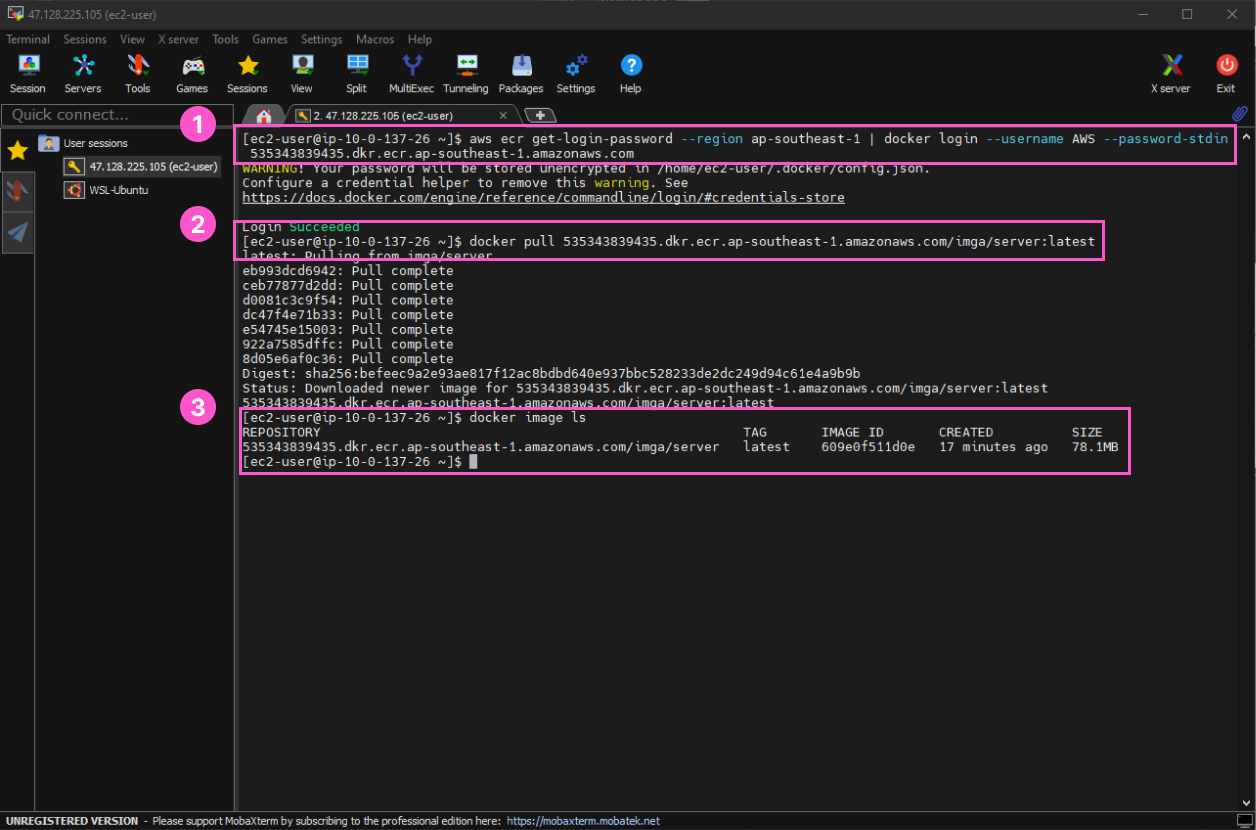 47.128.225.105 (ec2-user)
Terminal Sessions View X server Tools Games Settings Macros Help
Session Servers Tools Games Sessions View Split MultiExec Tunneling Packages Settings Help X server Exit
Quick connect...
2. 47.128.225.105 (ec2-user)
User sessions
47.128.225.105 (ec2-user)
WSL-Ubuntu
1
[ec2-user@ip-10-0-137-26 ~]$ aws ecr get-login-password --region ap-southeast-1 | docker login --username AWS --password-stdin
535343839435.dkr.ecr.ap-southeast-1.amazonaws.com
WARNING! Your password will be stored unencrypted in /home/ec2-user/.docker/config.json.
Configure a credential helper to remove this warning. See
https://docs.docker.com/engine/reference/commandline/login/#credentials-store
2
Login Succeeded
[ec2-user@ip-10-0-137-26 ~]$ docker pull 535343839435.dkr.ecr.ap-southeast-1.amazonaws.com/imga/server:latest
latest: Pulling from imga/server
eb993dcd6942: Pull complete
ceb77877d2dd: Pull complete
d0081c3c9f54: Pull complete
dc47f4e71b33: Pull complete
e54745e15003: Pull complete
922a7585dffc: Pull complete
8d05e6af0c36: Pull complete
Digest: sha256:befeec9a2e93ae817f12ac8bdbd640e937bbc528233de2dc249d94c61e4a9b9b
Status: Downloaded newer image for 535343839435.dkr.ecr.ap-southeast-1.amazonaws.com/imga/server:latest
535343839435.dkr.ecr.ap-southeast-1.amazonaws.com/imga/server:latest
3
[ec2-user@ip-10-0-137-26 ~]$ docker image ls
REPOSITORY TAG IMAGE ID CREATED SIZE
535343839435.dkr.ecr.ap-southeast-1.amazonaws.com/imga/server latest 609e0f511d0e 17 minutes ago 78.1MB
[ec2-user@ip-10-0-137-26 ~]$
UNREGISTERED VERSION - Please support MobaXterm by subscribing to the professional edition here: https://mobaxterm.mobatek.net